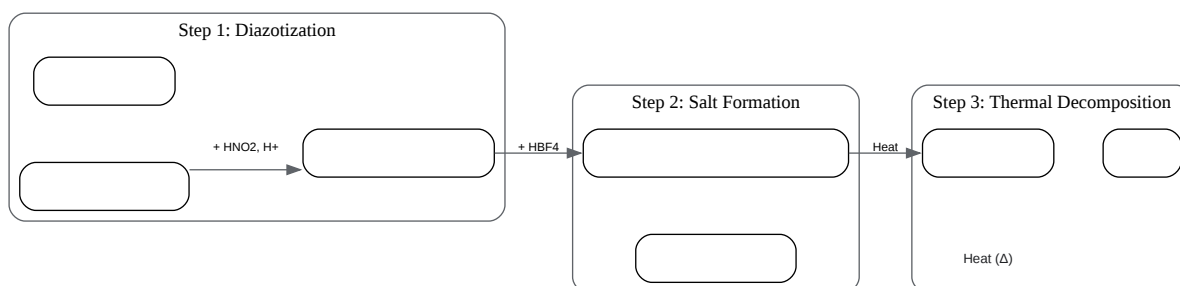 Step 1: Diazotization
+ HNO2, H+
+ HBF4
Step 2: Salt Formation
Heat
Step 3: Thermal Decomposition
Heat (Δ)